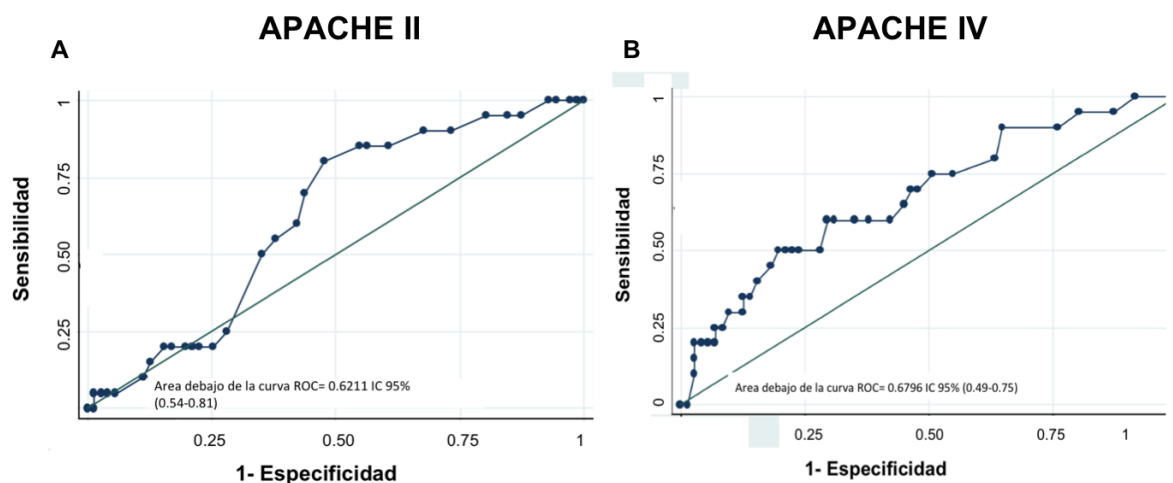 APACHE II
A
Sensibilidad
1
0.75
0.50
0.25
0
Area debajo de la curva ROC= 0.6211 IC 95%
(0.54-0.81)
0.25
0.50
0.75
1
1- Especificidad
APACHE IV
B
Sensibilidad
1
0.75
0.50
0.25
0
Area debajo de la curva ROC= 0.6796 IC 95% (0.49-0.75)
0.25
0.50
0.75
1
1- Especificidad